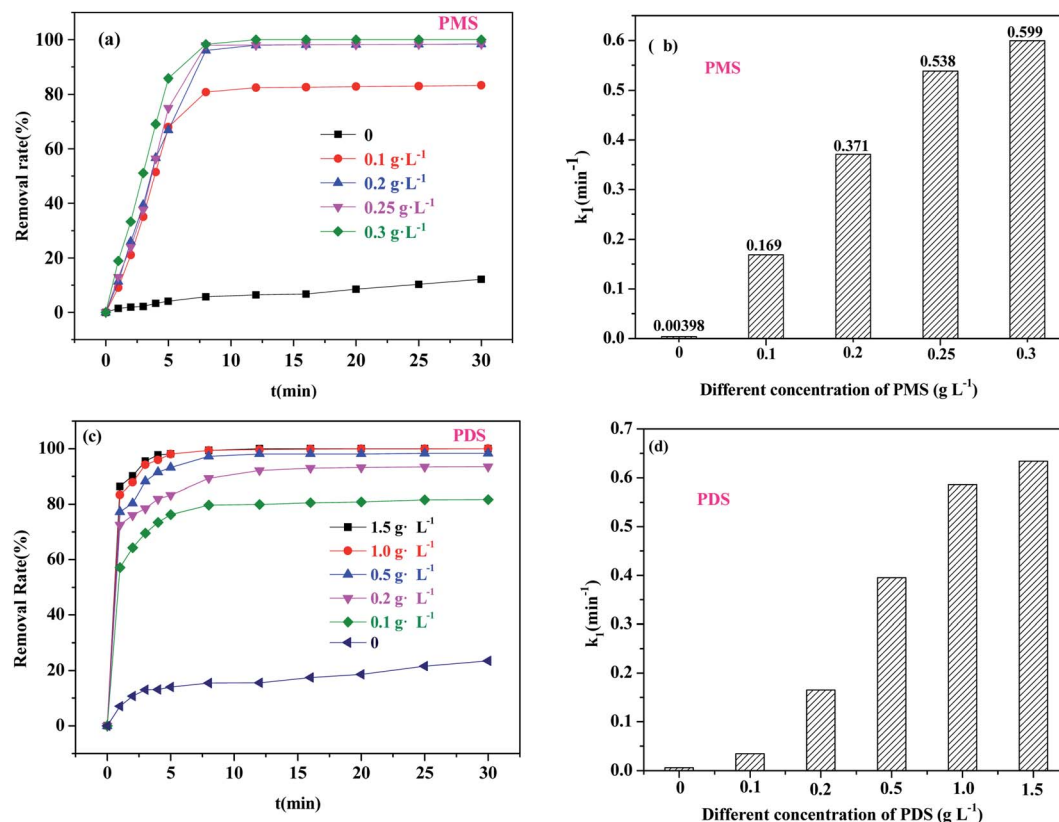 (a)
PMS
Removal rate(%)
100
80
60
40
20
0
0
0.1 g·L⁻¹
0.2 g·L⁻¹
0.25 g·L⁻¹
0.3 g·L⁻¹
0 5 10 15 20 25 30
t(min)
( b)
PMS
k₁(min⁻¹)
0.6
0.5
0.4
0.3
0.2
0.1
0.0
0.00398
0.169
0.371
0.538
0.599
0 0.1 0.2 0.25 0.3
Different concentration of PMS (g L⁻¹)
(c)
PDS
Removal Rate(%)
100
80
60
40
20
0
1.5 g· L⁻¹
1.0 g· L⁻¹
0.5 g· L⁻¹
0.2 g· L⁻¹
0.1 g· L⁻¹
0
0 5 10 15 20 25 30
t(min)
(d)
PDS
k₁(min⁻¹)
0.7
0.6
0.5
0.4
0.3
0.2
0.1
0.0
0 0.1 0.2 0.5 1.0 1.5
Different concentration of PDS (g L⁻¹)